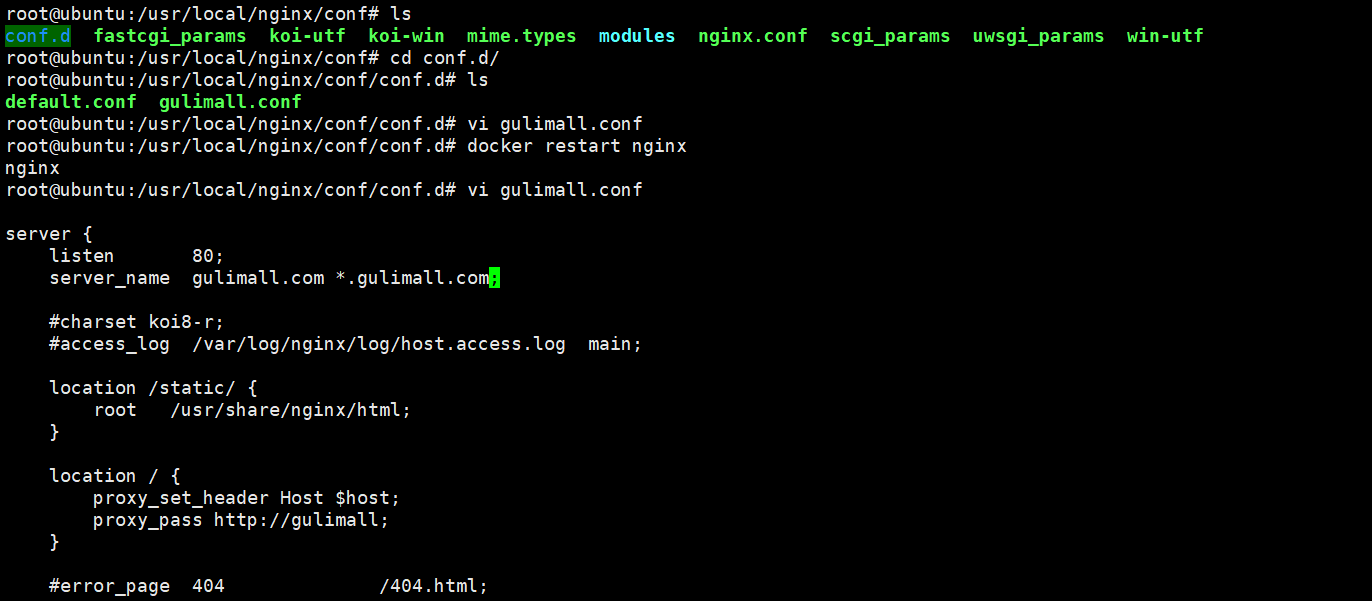 root@ubuntu:/usr/local/nginx/conf# ls
conf.d  fastcgi_params  koi-utf  koi-win  mime.types  modules  nginx.conf  scgi_params  uwsgi_params  win-utf
root@ubuntu:/usr/local/nginx/conf# cd conf.d/
root@ubuntu:/usr/local/nginx/conf/conf.d# ls
default.conf  gulimall.conf
root@ubuntu:/usr/local/nginx/conf/conf.d# vi gulimall.conf
root@ubuntu:/usr/local/nginx/conf/conf.d# docker restart nginx
nginx
root@ubuntu:/usr/local/nginx/conf/conf.d# vi gulimall.conf
server {
    listen       80;
    server_name  gulimall.com *.gulimall.com;
    #charset koi8-r;
    #access_log  /var/log/nginx/log/host.access.log  main;
    location /static/ {
        root   /usr/share/nginx/html;
    }
    location / {
        proxy_set_header Host $host;
        proxy_pass http://gulimall;
    }
    #error_page  404              /404.html;